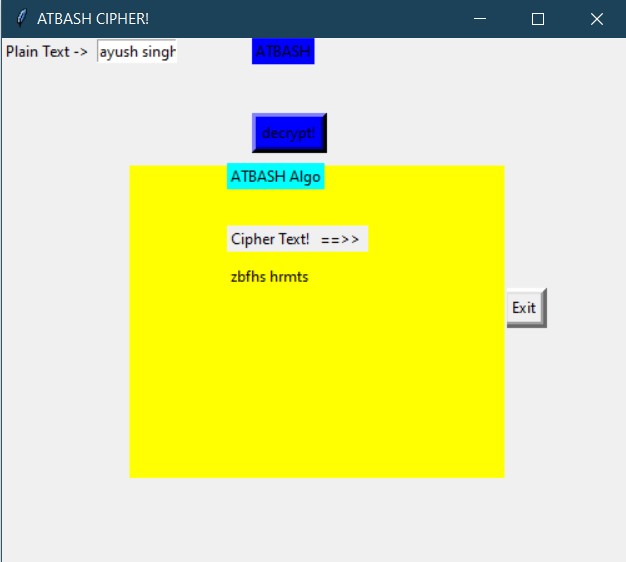 ATBASH CIPHER!
Plain Text -> ayush singh
ATBASH
decrypt!
ATBASH Algo
Cipher Text! ==>>
zbfhs hrmts
Exit